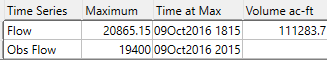 Time Series Maximum Time at Max Volume ac-ft
Flow 20865.15 09Oct2016 1815 111283.7
Obs Flow 19400 09Oct2016 2015